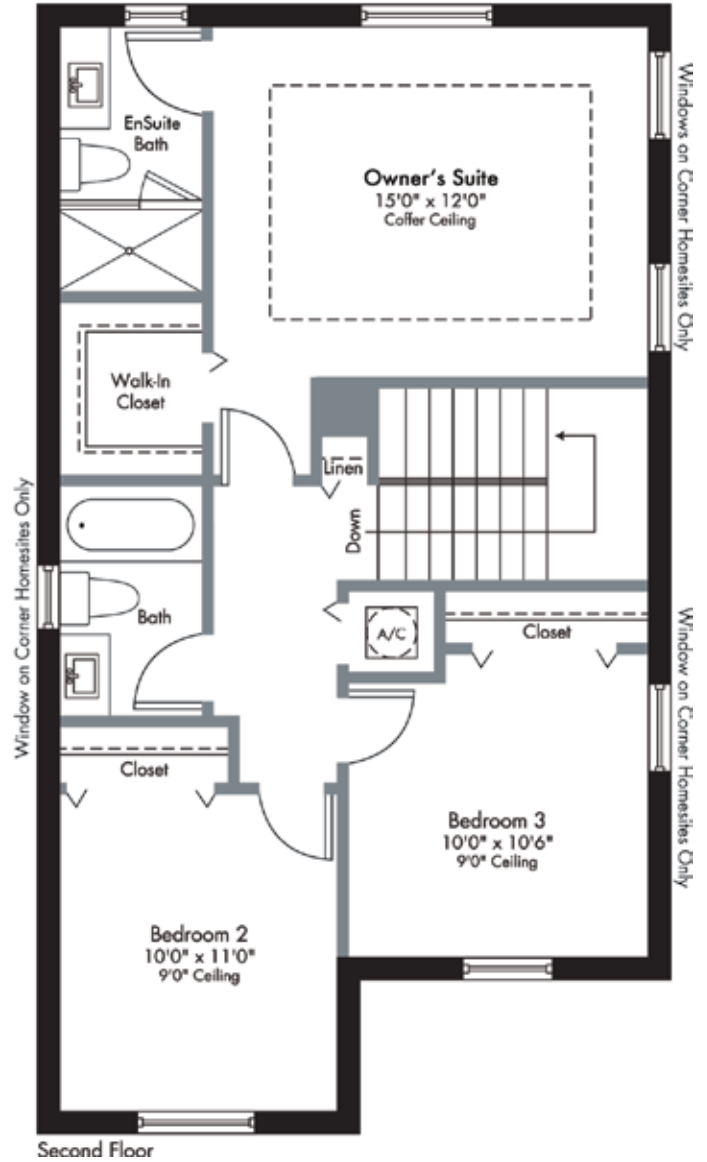 EnSuite
Bath
Owner's Suite
15'0" x 12'0"
Coffer Ceiling
Windows on Corner Homesites Only
Walk-In
Closet
Linen
Down
Window on Corner Homesites Only
Bath
A/C
Closet
Window on Corner Homesites Only
Closet
Bedroom 3
10'0" x 10'6"
9'0" Ceiling
Bedroom 2
10'0" x 11'0"
9'0" Ceiling
Second Floor